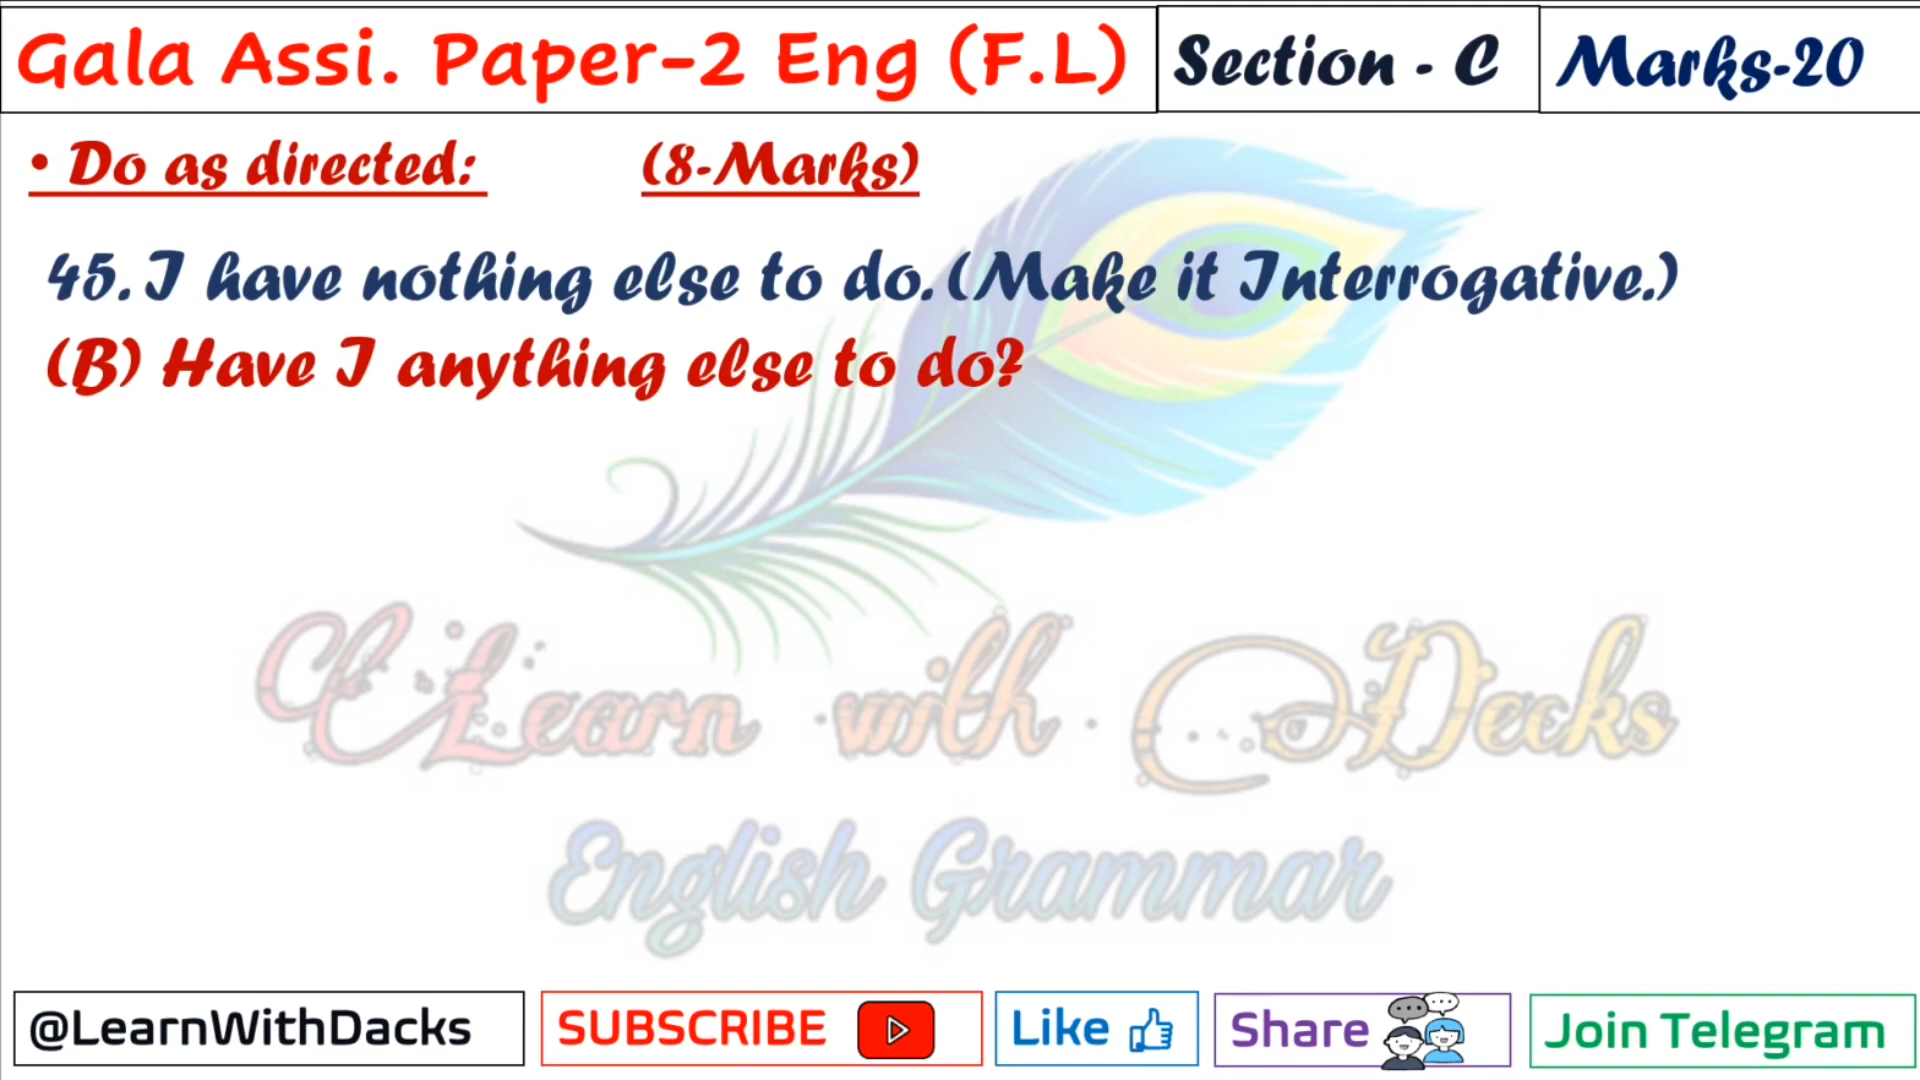 Gala Assi. Paper-2 Eng (F.L)
Section - C
Marks-20
• Do as directed: (8-Marks)
45. I have nothing else to do. (Make it Interrogative.)
(B) Have I anything else to do?
Learn with Decks
English Grammar
@LearnWithDacks
SUBSCRIBE
Like
Share
Join Telegram